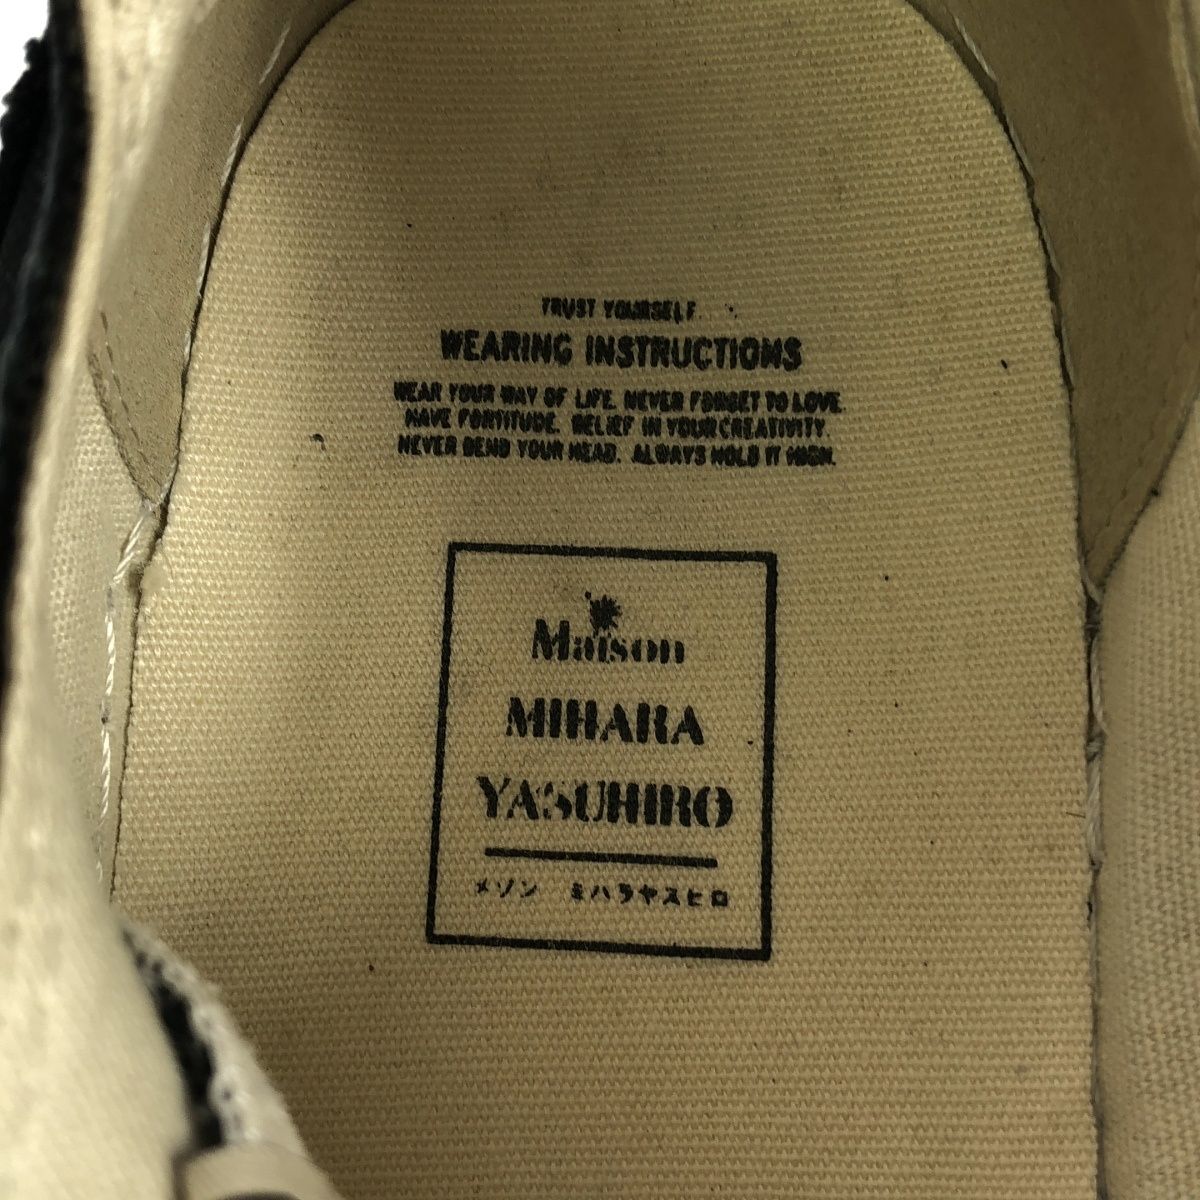 TRUST YOURSELF.
WEARING INSTRUCTIONS
WEAR YOUR WAY OF LIFE. NEVER FORGET TO LOVE.
HAVE FORTITUDE. BELIEF IN YOUR CREATIVITY.
NEVER BEND YOUR HEAD. ALWAYS HOLD IT HIGH.
Maison
MIHARA
YASUHIRO
メゾン ミハラヤスヒロ